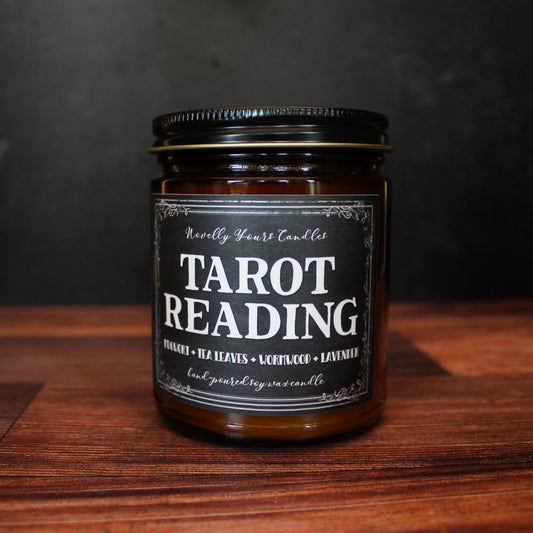 Novelly Yours Candles
TAROT
READING
MUGWORT + TEA LEAVES + WORMWOOD + LAVENDER
hand-poured soy wax candle